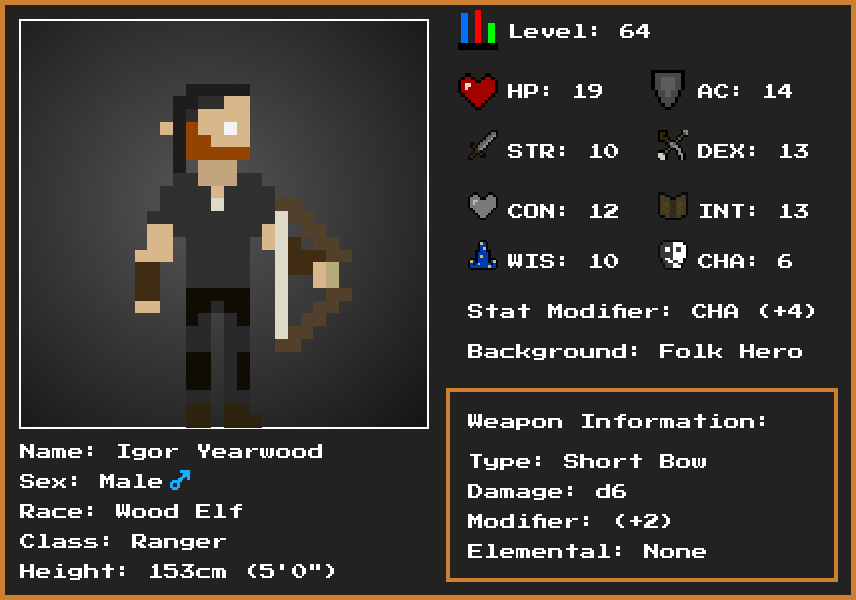 Level: 64
HP: 19
AC: 14
STR: 10
DEX: 13
CON: 12
INT: 13
WIS: 10
CHA: 6
Stat Modifier: CHA (+4)
Background: Folk Hero
Weapon Information:
Type: Short Bow
Damage: d6
Modifier: (+2)
Elemental: None
Name: Igor Yearwood
Sex: Male ♂
Race: Wood Elf
Class: Ranger
Height: 153cm (5'0")